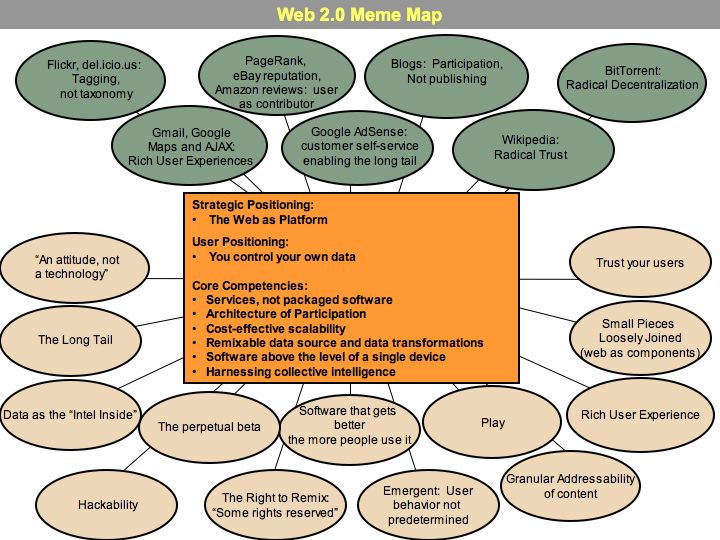 Web 2.0 Meme Map
Flickr, del.icio.us:
Tagging,
not taxonomy
PageRank,
eBay reputation,
Amazon reviews: user
as contributor
Blogs: Participation,
Not publishing
BitTorrent:
Radical Decentralization
Gmail, Google
Maps and AJAX:
Rich User Experiences
Google AdSense:
customer self-service
enabling the long tail
Wikipedia:
Radical Trust
Strategic Positioning:
• The Web as Platform
User Positioning:
• You control your own data
Core Competencies:
• Services, not packaged software
• Architecture of Participation
• Cost-effective scalability
• Remixable data source and data transformations
• Software above the level of a single device
• Harnessing collective intelligence
“An attitude, not
a technology”
Trust your users
The Long Tail
Small Pieces
Loosely Joined
(web as components)
Data as the “Intel Inside”
The perpetual beta
Software that gets
better
the more people use it
Play
Rich User Experience
Hackability
The Right to Remix:
“Some rights reserved”
Emergent: User
behavior not
predetermined
Granular Addressability
of content